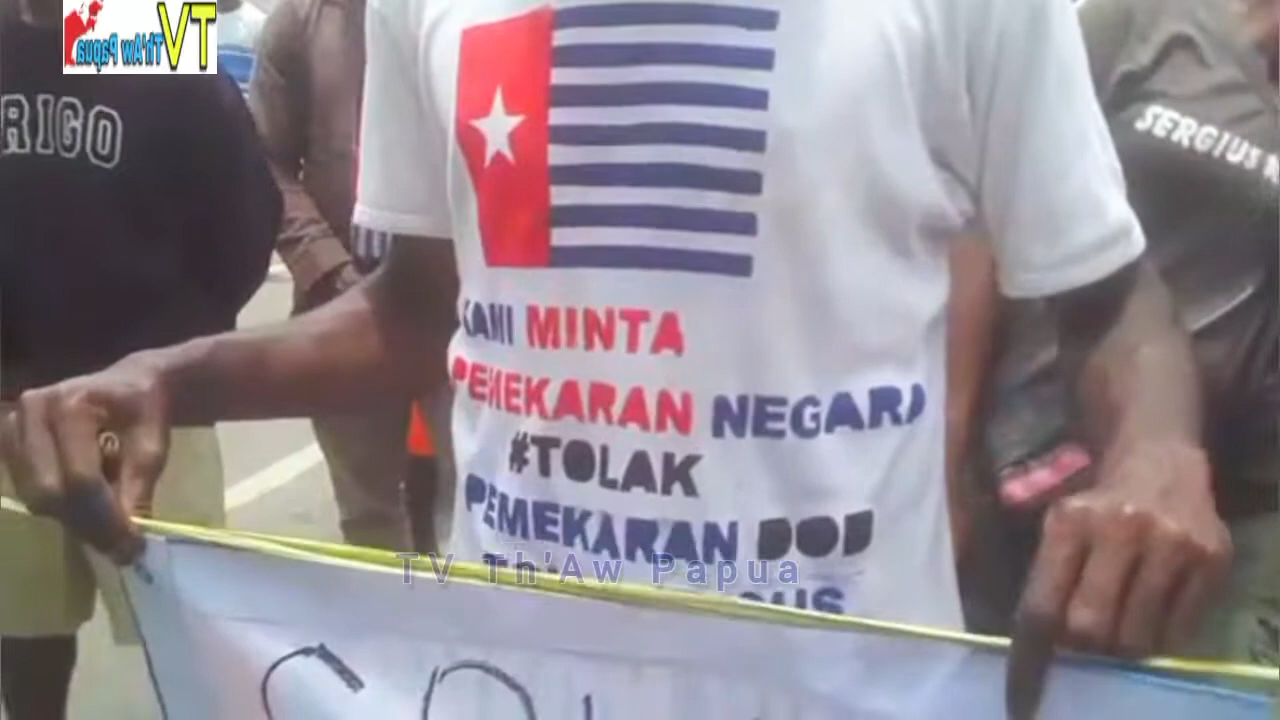 VT
Th'Aw Papua
RIGO
SERGIUS
KAMI MINTA
PEMEKARAN NEGARA
#TOLAK
PEMEKARAN DOB
TV Th'Aw Papua